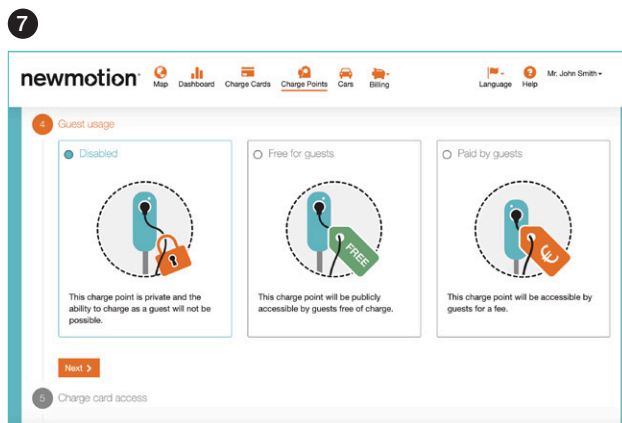 7
newmotion
Map Dashboard Charge Cards Charge Points Cars Billing Language Help Mr. John Smith
4 Guest usage
Disabled
This charge point is private and the
ability to charge as a guest will not be
possible.
Free for guests
FREE
This charge point will be publicly
accessible by guests free of charge.
Paid by guests
€
This charge point will be accessible by
guests for a fee.
Next >
5 Charge card access